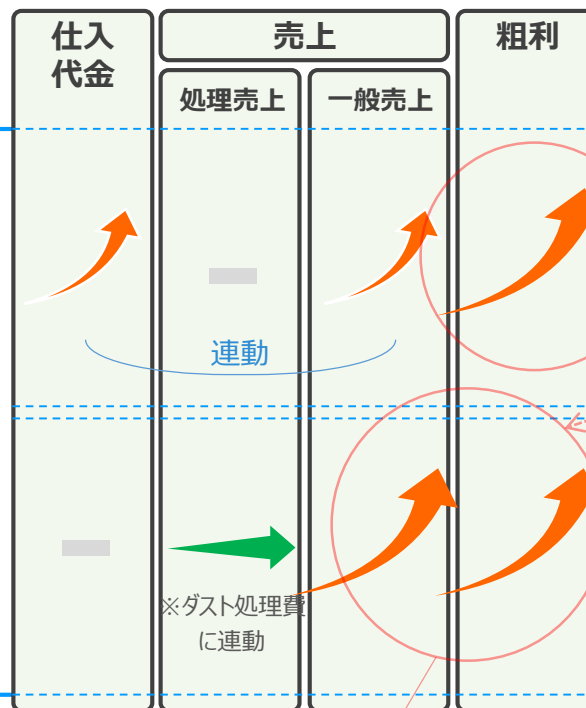 仕入
代金
売上
粗利
処理売上
一般売上
連動
※ダスト処理費
に連動